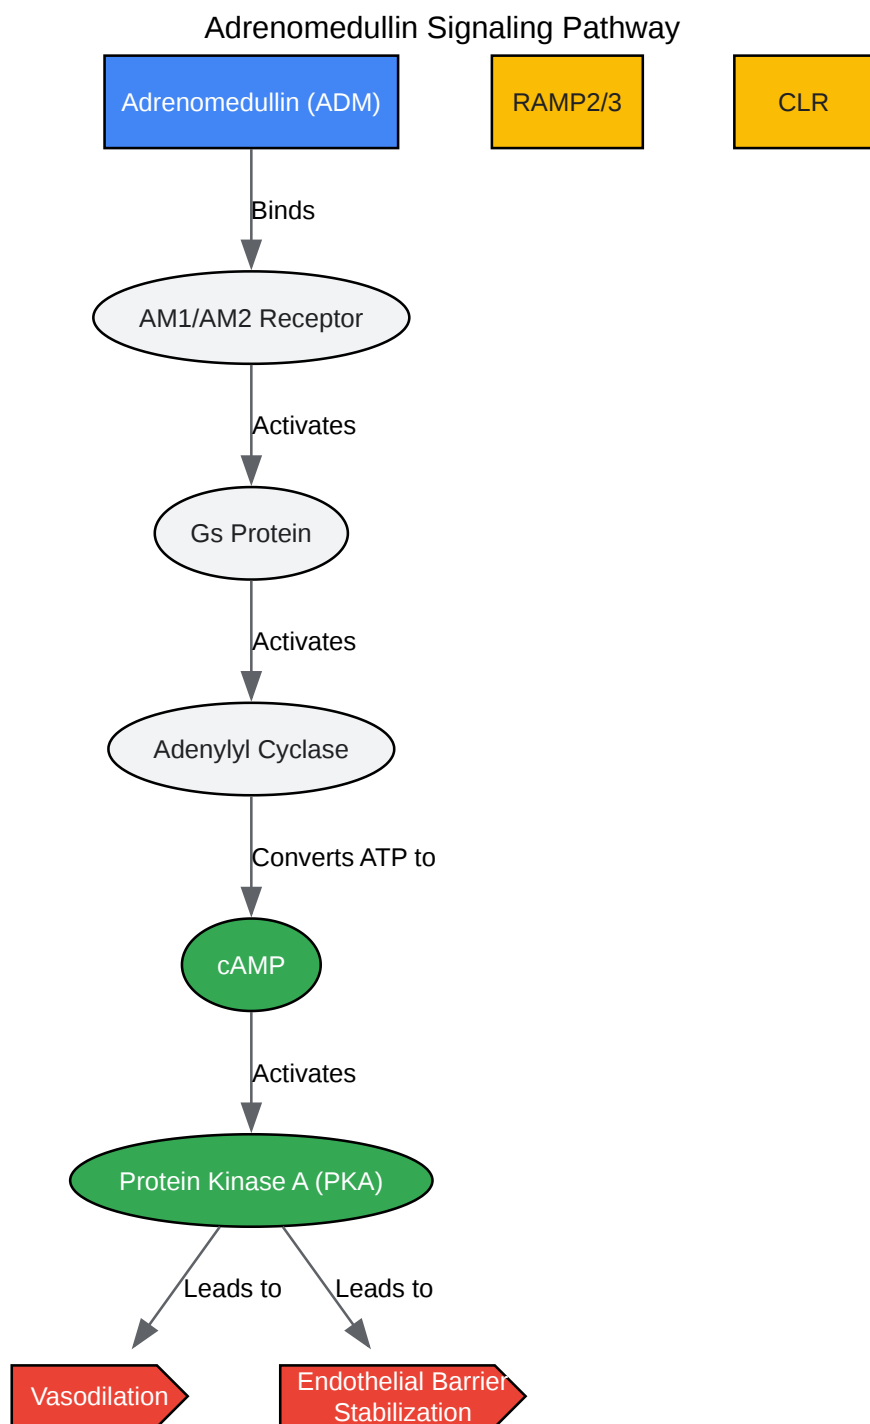 Adrenomedullin Signaling Pathway
Adrenomedullin (ADM)
RAMP2/3
CLR
Binds
AM1/AM2 Receptor
Activates
Gs Protein
Activates
Adenylyl Cyclase
Converts ATP to
cAMP
Activates
Protein Kinase A (PKA)
Leads to
Leads to
Vasodilation
Endothelial Barrier
Stabilization